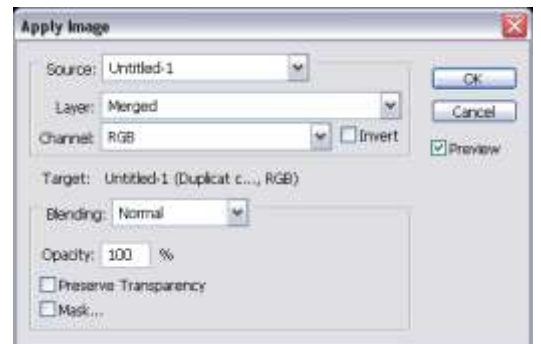 Apply Image
Source: Untitled-1
OK
Layer: Merged
Cancel
Channel: RGB
Invert
Preview
Target: Untitled-1 (Duplicat c..., RGB)
Blending: Normal
Opacity: 100 %
Preserve Transparency
Mask...